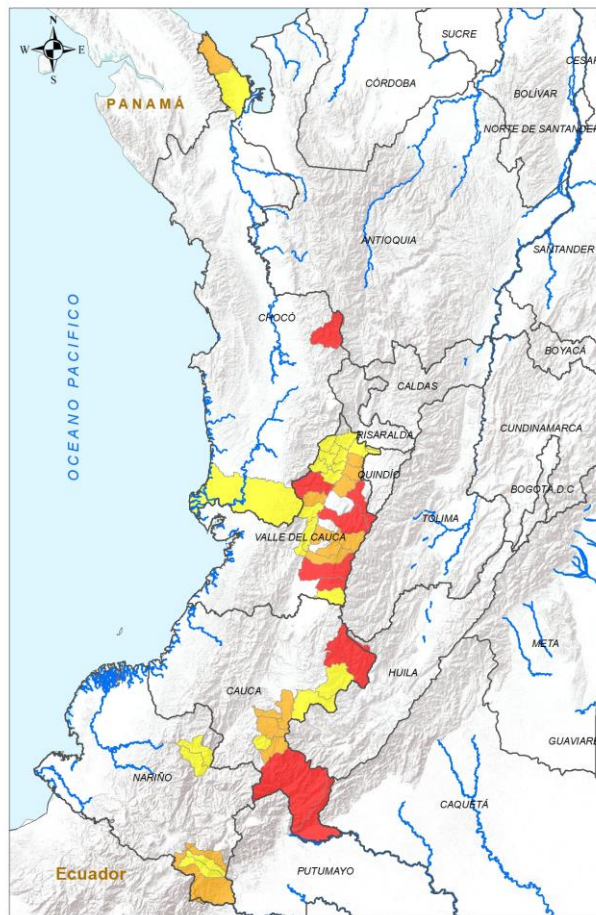 N
W E
S
PANAMÁ
SUCRE
CÓRDOBA
BOLÍVAR
NORTE DE SANTANDER
ANTIOQUIA
SANTANDER
CHOCÓ
BOYACÁ
CALDAS
RISARALDA
CUNDINAMARCA
QUINDÍO
BOGOTÁ D.C
TOLIMA
VALLE DEL CAUCA
OCEANO PACIFICO
META
HUILA
CAUCA
GUAVIARE
NARIÑO
CAQUETÁ
Ecuador
PUTUMAYO